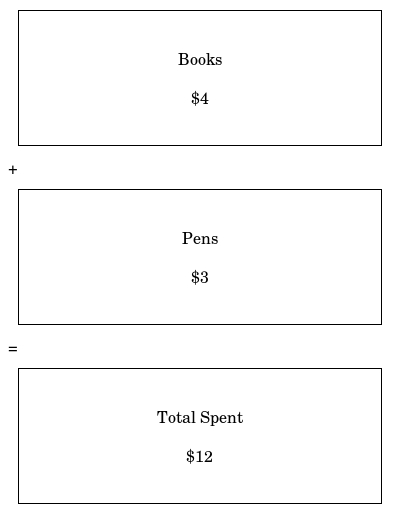 Books
$4
+
Pens
$3
=
Total Spent
$12